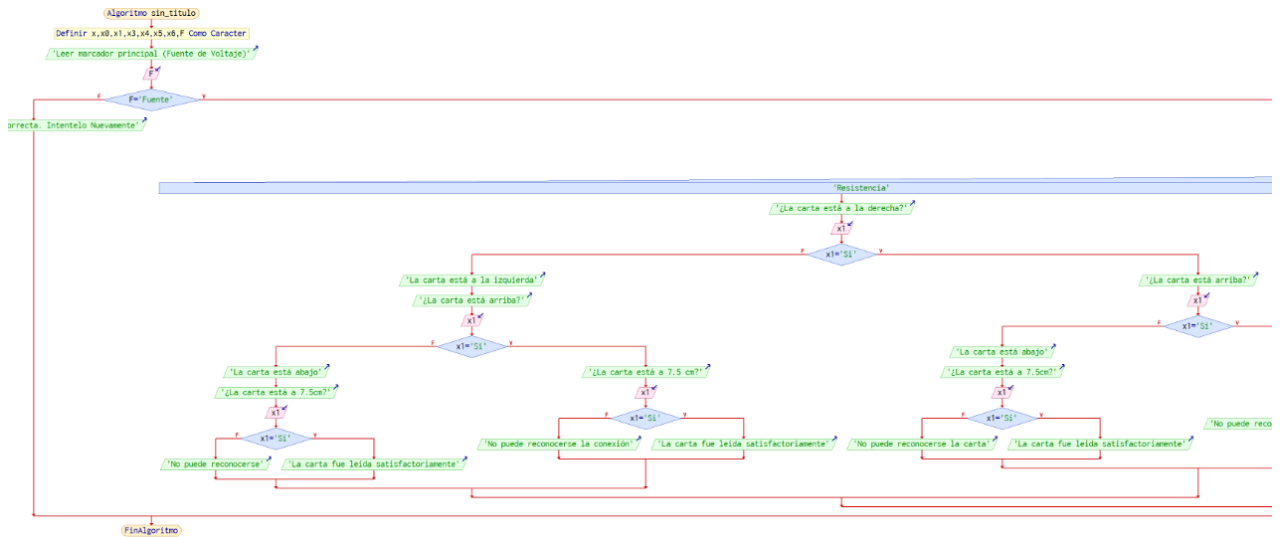 Algoritmo sin_titulo
Definir x,x0,x1,x3,x4,x5,x6,F Como Caracter
'Leer marcador principal (Fuente de Voltaje)'
F
F
F='Fuente'
V
orrecta. Intentelo Nuevamente'
'Resistencia'
'¿La carta está a la derecha?'
x1
F
x1='Si'
V
'La carta está a la izquierda'
'¿La carta está arriba?'
'¿La carta está arriba?'
x1
x1
F
x1='Si'
F
x1='Si'
V
'La carta está abajo'
'La carta está abajo'
'¿La carta está a 7.5 cm?'
'¿La carta está a 7.5cm?'
'¿La carta está a 7.5cm?'
x1
x1
x1
F
x1='Si'
V
F
x1='Si'
V
F
x1='Si'
V
'No puede reco
'No puede reconocerse la conexión'
'La carta fue leída satisfactoriamente'
'No puede reconocerse la carta'
'La carta fue leída satisfactoriamente'
'No puede reconocerse'
'La carta fue leída satisfactoriamente'
FinAlgoritmo